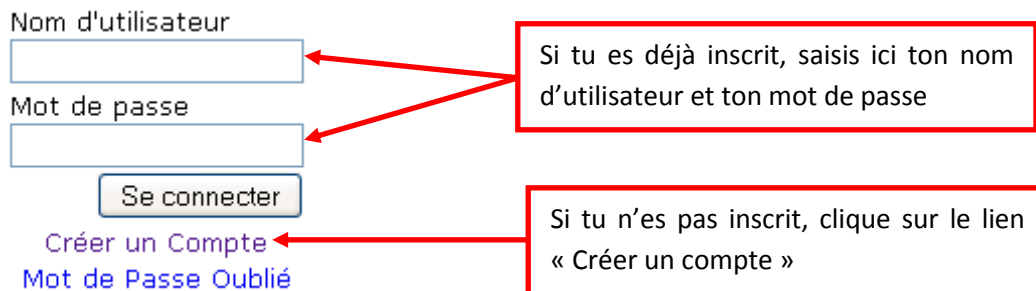 Nom d'utilisateur
Si tu es déjà inscrit, saisis ici ton nom
d’utilisateur et ton mot de passe
Mot de passe
Se connecter
Si tu n’es pas inscrit, clique sur le lien
« Créer un compte »
Créer un Compte
Mot de Passe Oublié